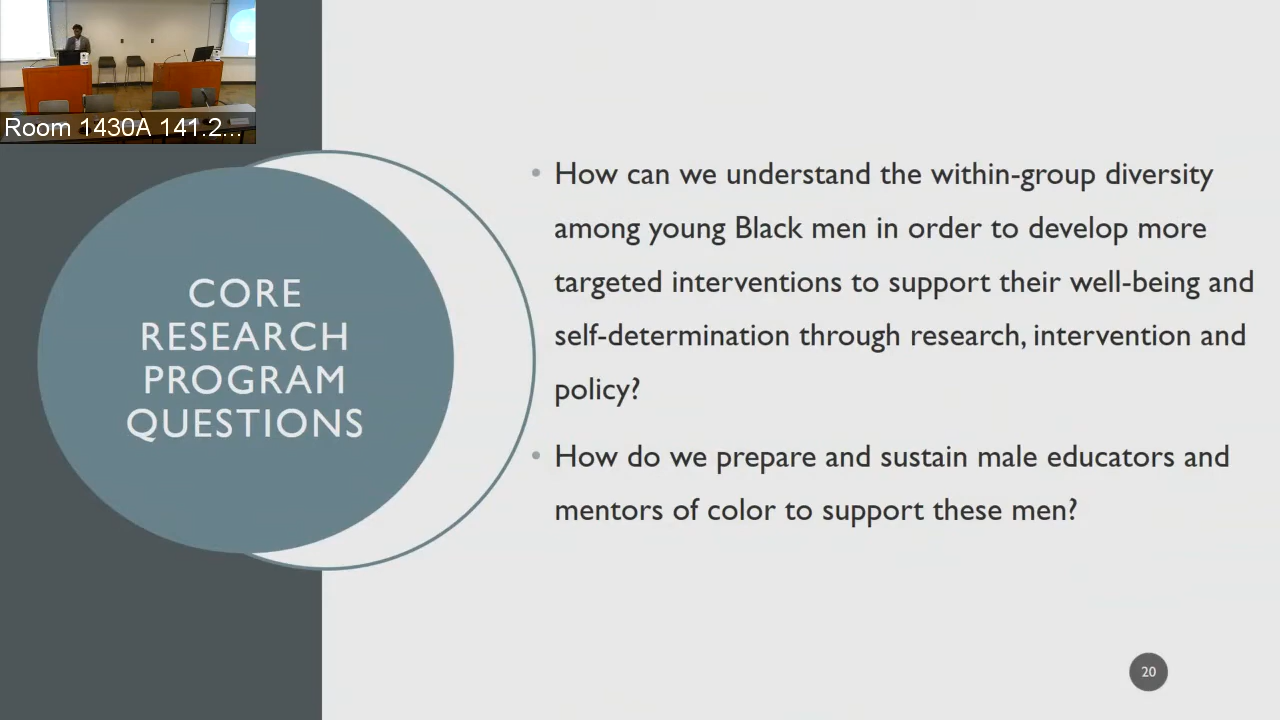 Room 1430A 141.2...
CORE
RESEARCH
PROGRAM
QUESTIONS
• How can we understand the within-group diversity
among young Black men in order to develop more
targeted interventions to support their well-being and
self-determination through research, intervention and
policy?
• How do we prepare and sustain male educators and
mentors of color to support these men?
20